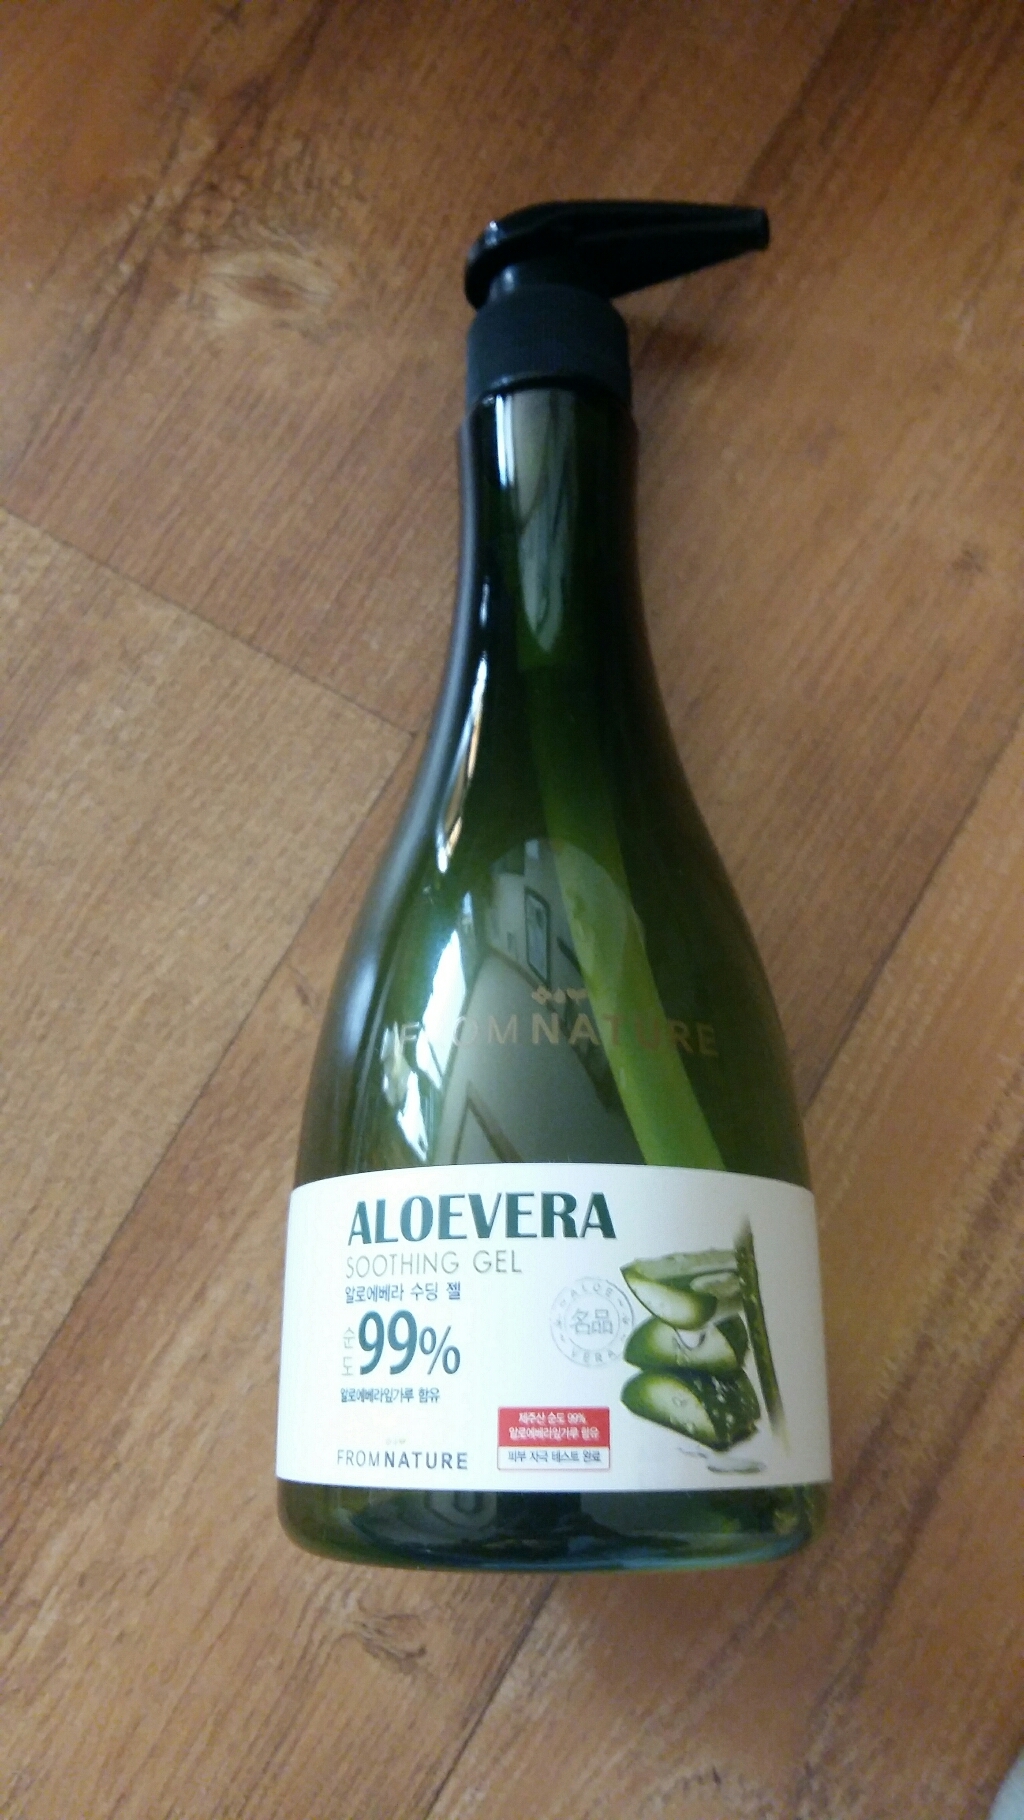 FROMNATURE
ALOEVERA
SOOTHING GEL
알로에베라 수딩 젤
순도 99%
알로에베라잎가루 함유
ALOE
名品
VERA
제주산 순도 99%
알로에베라잎가루 함유
피부 자극 테스트 완료
FROMNATURE